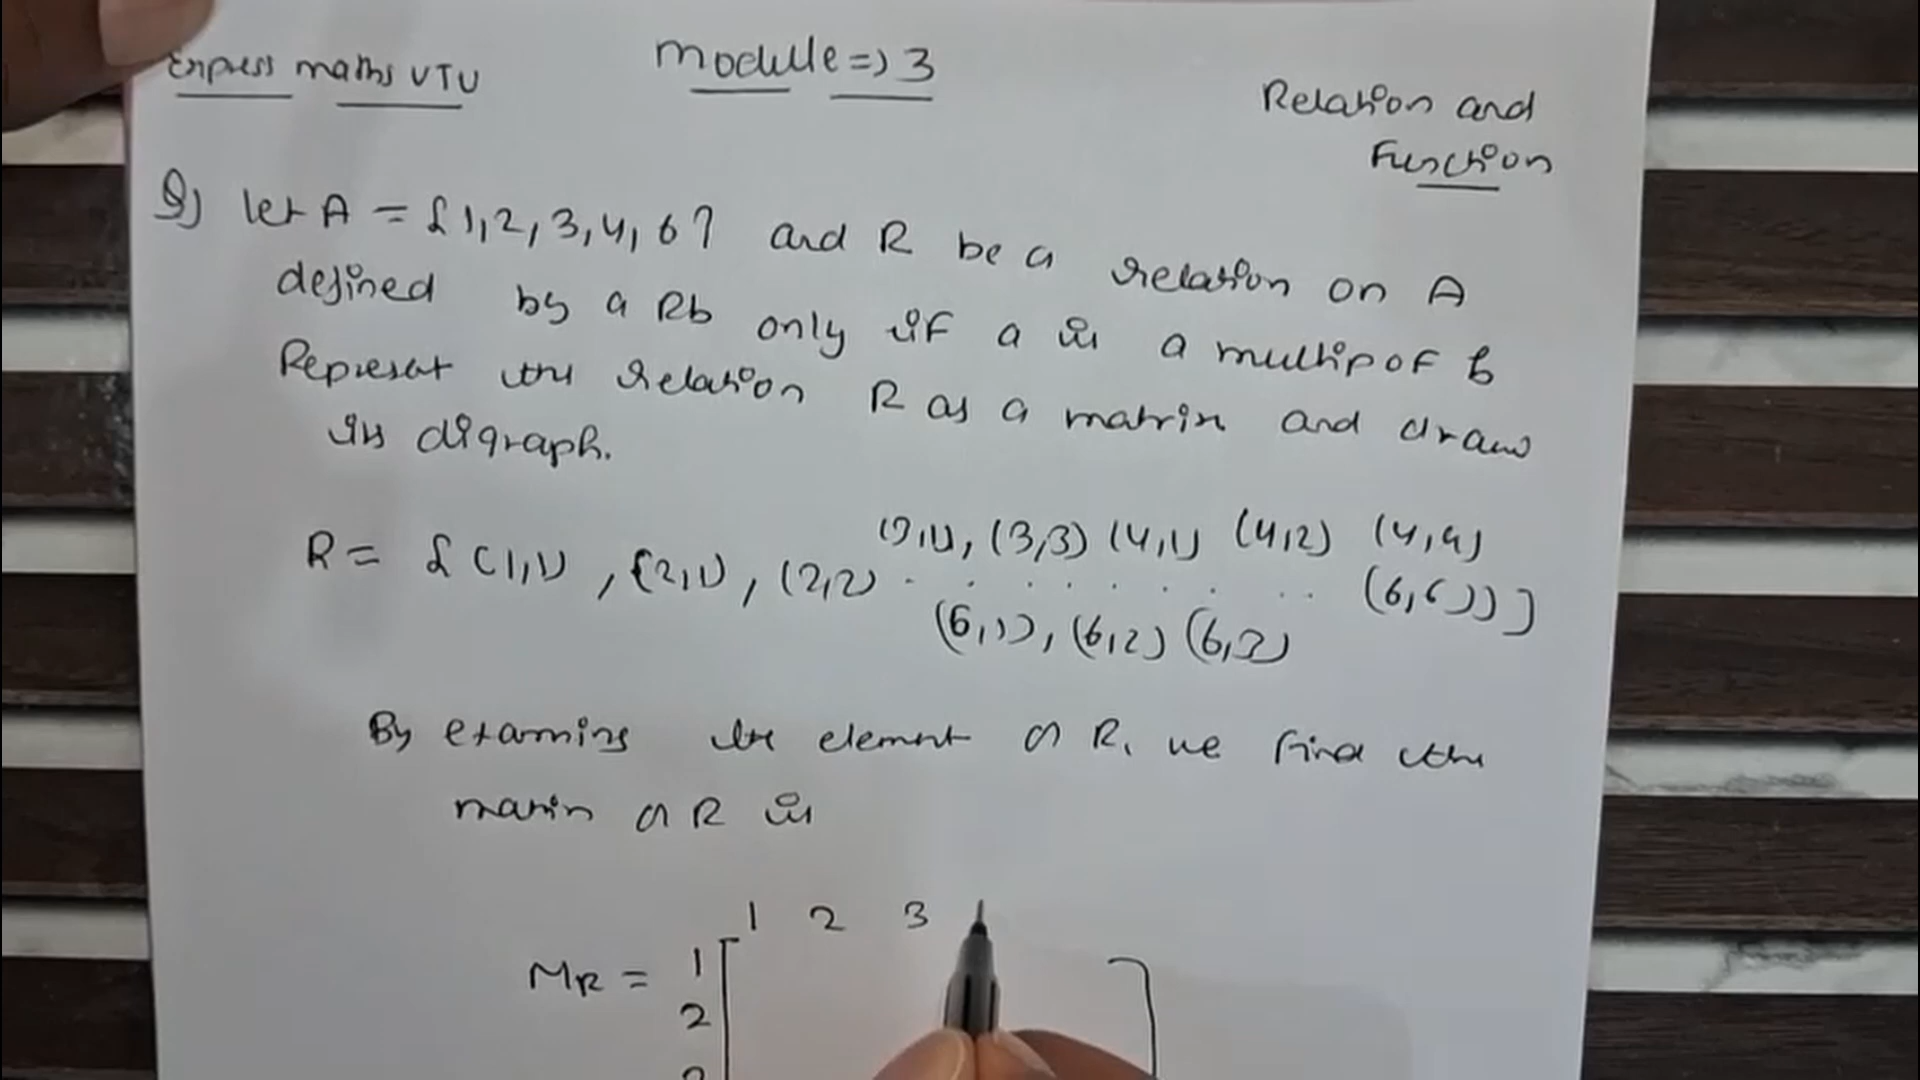 Express maths VTU
Module => 3
Relation and
Function
Q) let A = {1,2,3,4,6} and R be a relation on A
defined by a Rb only if a is a multip of b
Represent the relation R as a matrix and draw
its digraph.
(3,1), (3,3) (4,1) (4,2) (4,4)
R = { (1,1) , (2,1) , (2,2) . . . . . . . . . (6,6) }
(6,1), (6,2) (6,3)
By examing the element of R, we find the
matrix of R is
1 2 3
MR = 1
2